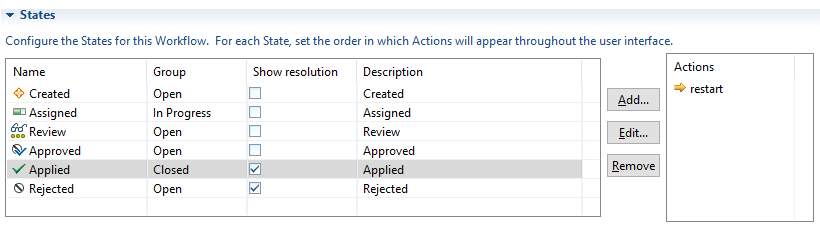 States
Configure the States for this Workflow. For each State, set the order in which Actions will appear throughout the user interface.
Name Group Show resolution Description
Created Open Created
Assigned In Progress Assigned
Review Open Review
Approved Open Approved
Applied Closed Applied
Rejected Open Rejected
Add...
Edit...
Remove
Actions
restart